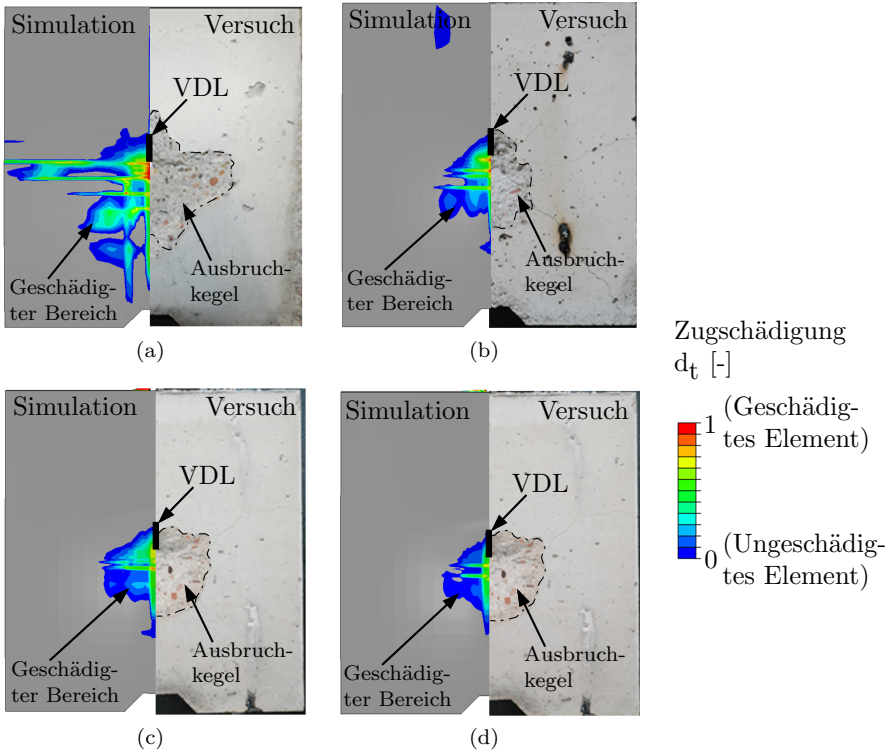 Simulation
Versuch
VDL
Geschädig-
ter Bereich
Ausbruch-
kegel
(a)
Simulation
Versuch
VDL
Geschädig-
ter Bereich
Ausbruch-
kegel
(b)
Simulation
Versuch
VDL
Geschädig-
ter Bereich
Ausbruch-
kegel
(c)
Simulation
Versuch
VDL
Geschädig-
ter Bereich
Ausbruch-
kegel
(d)
Zugschädigung
d_t [-]
1 (Geschädig-
tes Element)
0 (Ungeschädig-
tes Element)